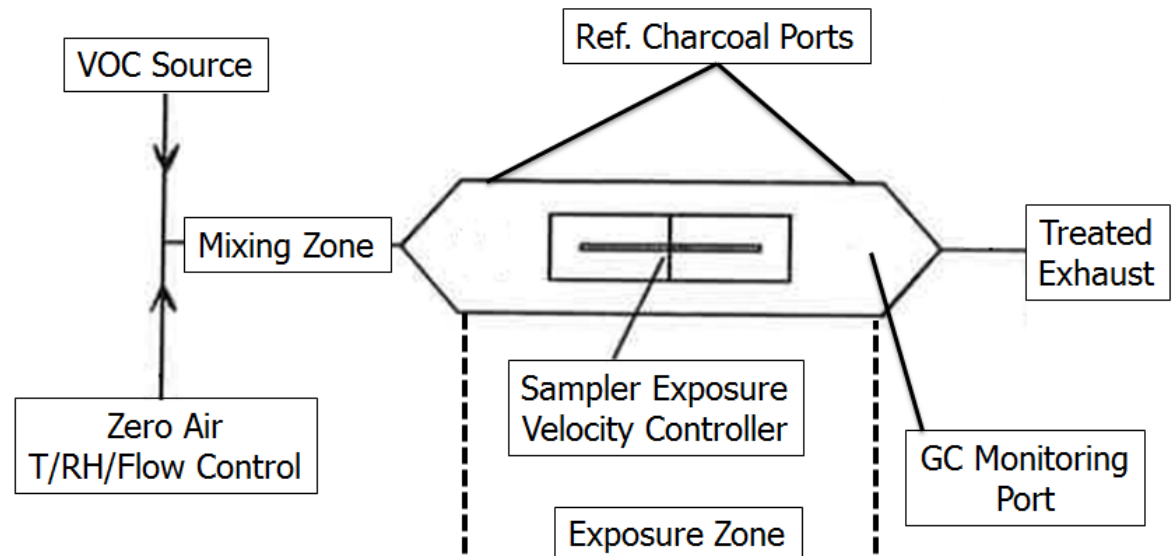 Ref. Charcoal Ports
VOC Source
Mixing Zone
Treated
Exhaust
Sampler Exposure
Velocity Controller
Zero Air
T/RH/Flow Control
GC Monitoring
Port
Exposure Zone